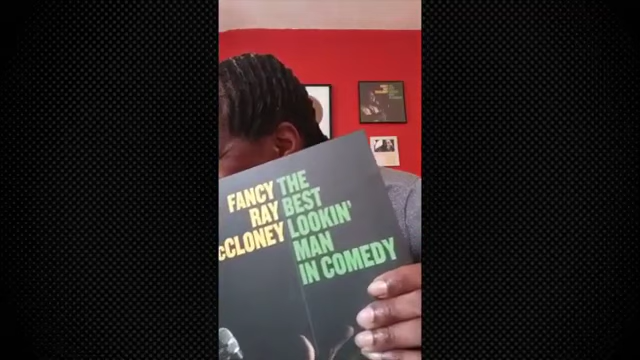 FANCY THE
RAY BEST
cCLONEY LOOKIN'
MAN
IN COMEDY